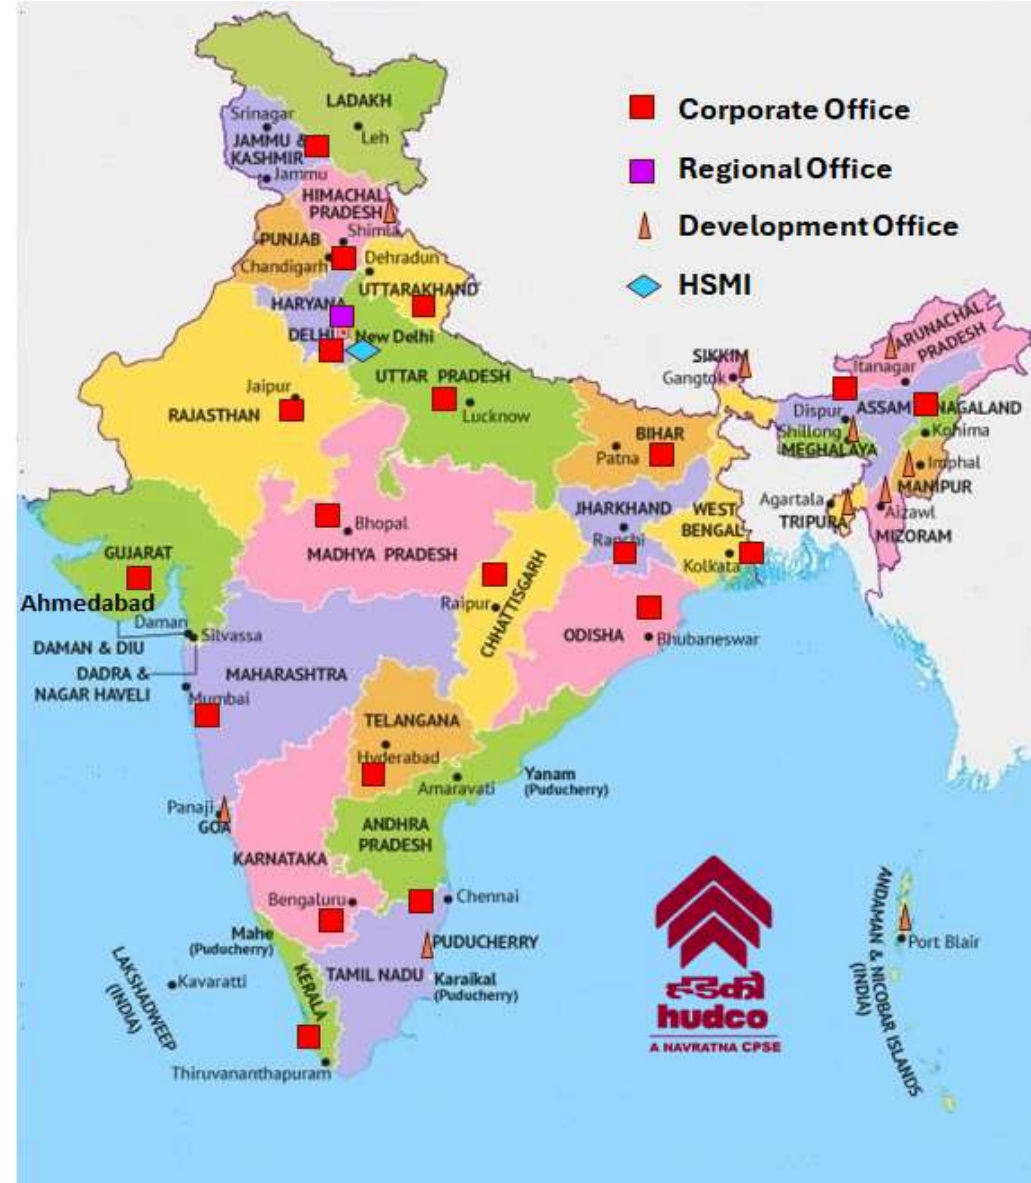 LADAKH
Srinagar
Leh
JAMMU &
KASHMIR
Jammu
Corporate Office
Regional Office
Development Office
HSMI
HIMACHAL
PRADESH
Shimla
PUNJAB
Chandigarh
Dehradun
UTTARAKHAND
HARYANA
DELHI
New Delhi
UTTAR PRADESH
Lucknow
Jaipur
RAJASTHAN
SIKKIM
Gangtok
ARUNACHAL
PRADESH
Itanagar
Dispur
ASSAM
NAGALAND
Shillong
Kohima
MEGHALAYA
Imphal
MANIPUR
Agartala
Aizawl
TRIPURA
MIZORAM
BIHAR
Patna
JHARKHAND
Ranchi
WEST
BENGAL
Kolkata
Bhopal
MADHYA PRADESH
GUJARAT
Ahmedabad
Daman
Silvassa
DAMAN & DIU
DADRA &
NAGAR HAVELI
Raipur
CHHATTISGARH
ODISHA
Bhubaneswar
MAHARASHTRA
Mumbai
TELANGANA
Hyderabad
Amaravati
Yanam
(Puducherry)
Panaji
GOA
ANDHRA
PRADESH
KARNATAKA
Bengaluru
Chennai
Mahe
(Puducherry)
PUDUCHERRY
TAMIL NADU
Karaikal
(Puducherry)
KERALA
LAKSHADWEEP
(INDIA)
Kavaratti
Thiruvananthapuram
हडको
hudco
A NAVRATNA CPSE
ANDAMAN & NICOBAR ISLANDS
(INDIA)
Port Blair